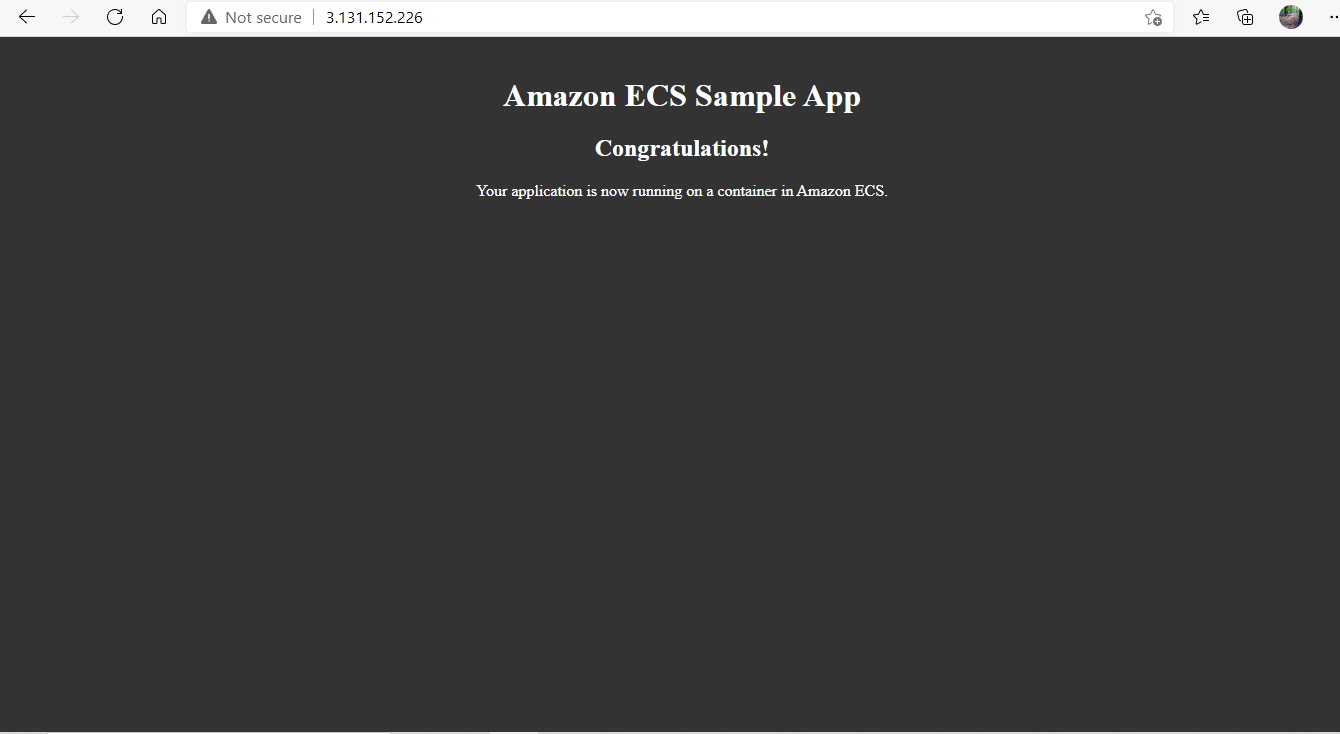 Not secure 3.131.152.226
Amazon ECS Sample App
Congratulations!
Your application is now running on a container in Amazon ECS.